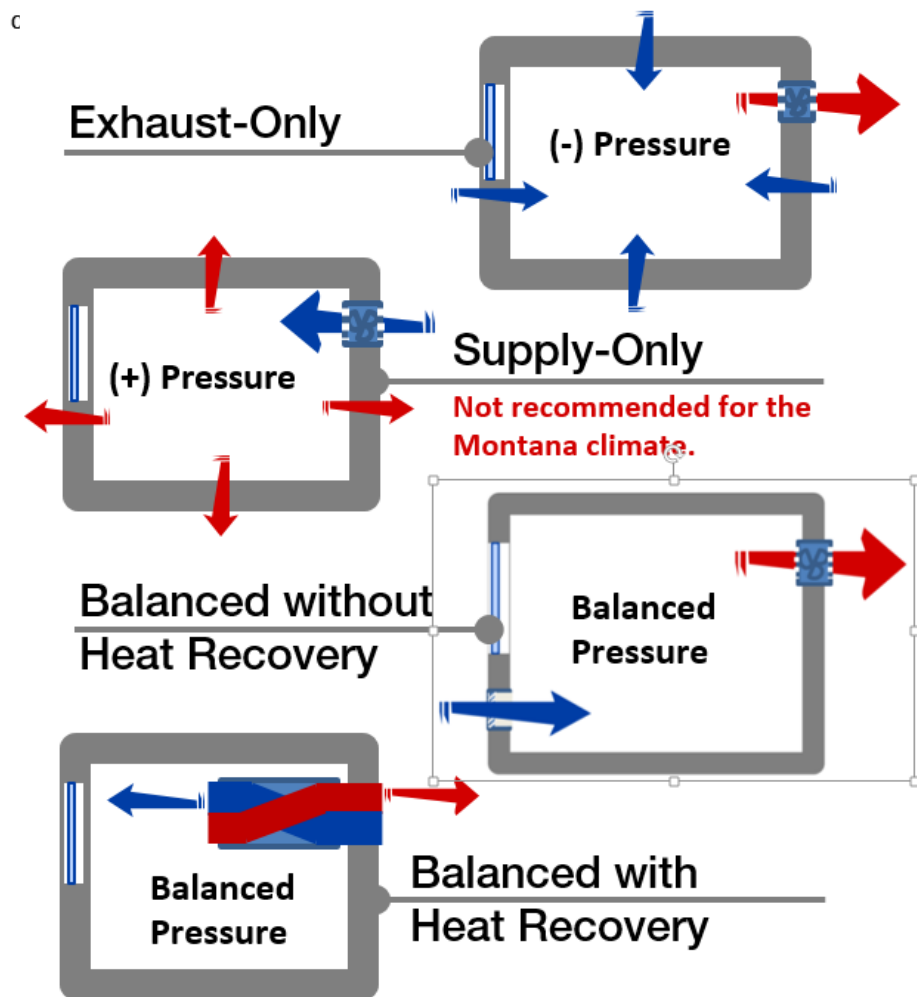 Exhaust-Only
(-) Pressure
(+) Pressure
Supply-Only
Not recommended for the
Montana climate.
Balanced without
Heat Recovery
Balanced
Pressure
Balanced
Pressure
Balanced with
Heat Recovery